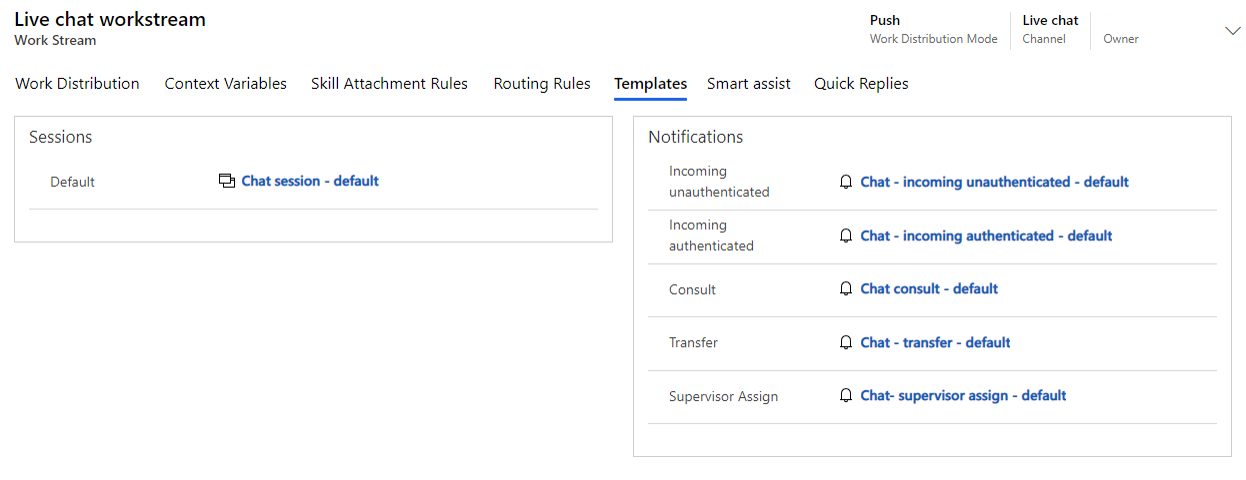 Live chat workstream
Work Stream
Push
Work Distribution Mode
Live chat
Channel
Owner
Work Distribution
Context Variables
Skill Attachment Rules
Routing Rules
Templates
Smart assist
Quick Replies
Sessions
Default
Chat session - default
Notifications
Incoming
unauthenticated
Chat - incoming unauthenticated - default
Incoming
authenticated
Chat - incoming authenticated - default
Consult
Chat consult - default
Transfer
Chat - transfer - default
Supervisor Assign
Chat- supervisor assign - default